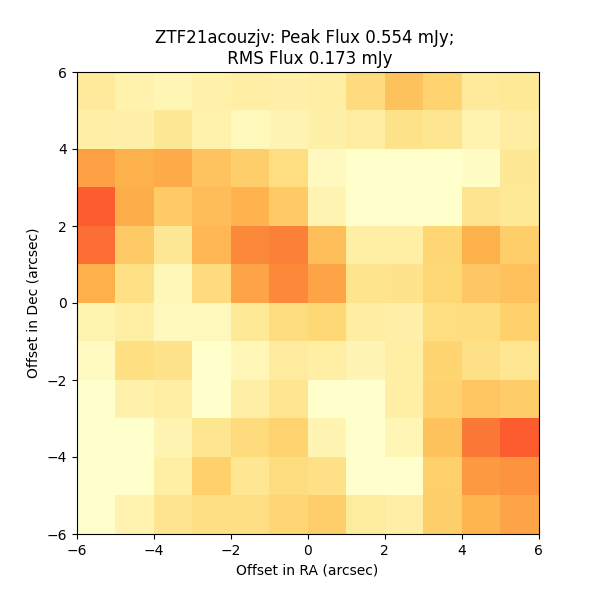 ZTF21acouzjv: Peak Flux 0.554 mJy;
RMS Flux 0.173 mJy
6
4
2
0
−2
−4
−6
Offset in Dec (arcsec)
−6 −4 −2 0 2 4 6
Offset in RA (arcsec)